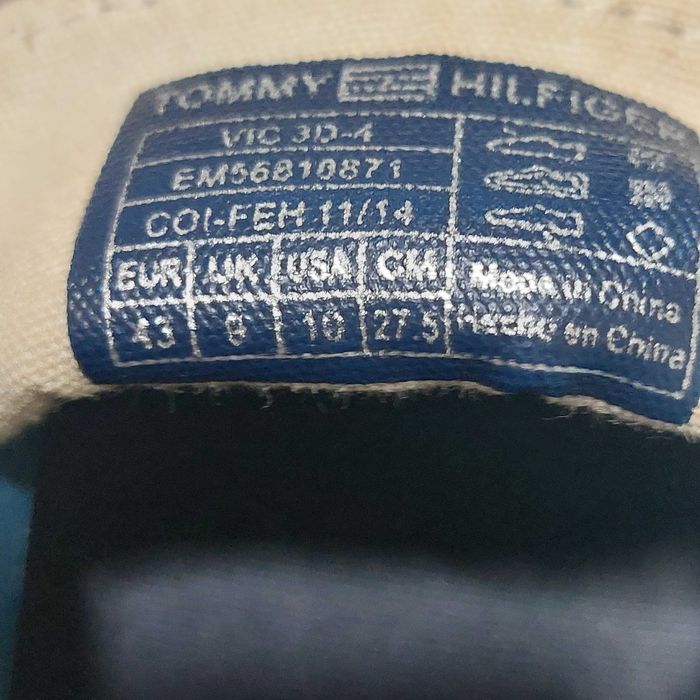 TOMMY HILFIGER
VIC 3D-4
EM56810871
COI-FEH 11/14
EUR UK USA CM
43 9 10 27.5
Made in China
Hecho en China